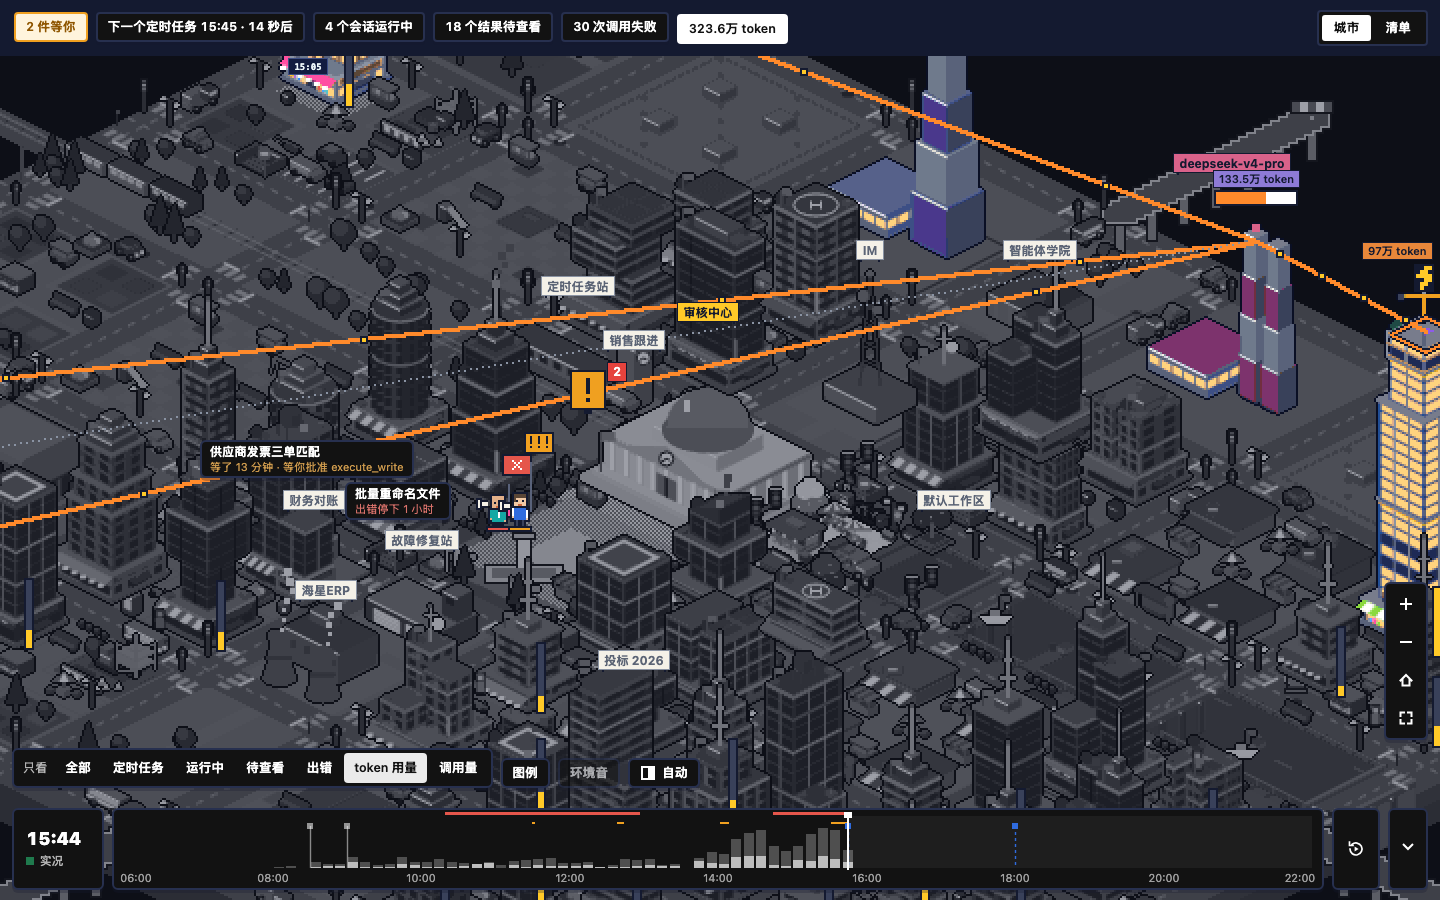 2 件等你
下一个定时任务 15:45 · 14 秒后
4 个会话运行中
18 个结果待查看
30 次调用失败
323.6万 token
城市
清单
15:05
deepseek-v4-pro
133.5万 token
97万 token
IM
智能体学院
定时任务站
审核中心
销售跟进
2
供应商发票三单匹配
等了 13 分钟 · 等你批准 execute_write
财务对账
批量重命名文件
出错停下 1 小时
默认工作区
故障修复站
海星ERP
投标 2026
只看
全部
定时任务
运行中
待查看
出错
token 用量
调用量
图例
环境音
自动
15:44
实况
06:00
08:00
10:00
12:00
14:00
16:00
18:00
20:00
22:00